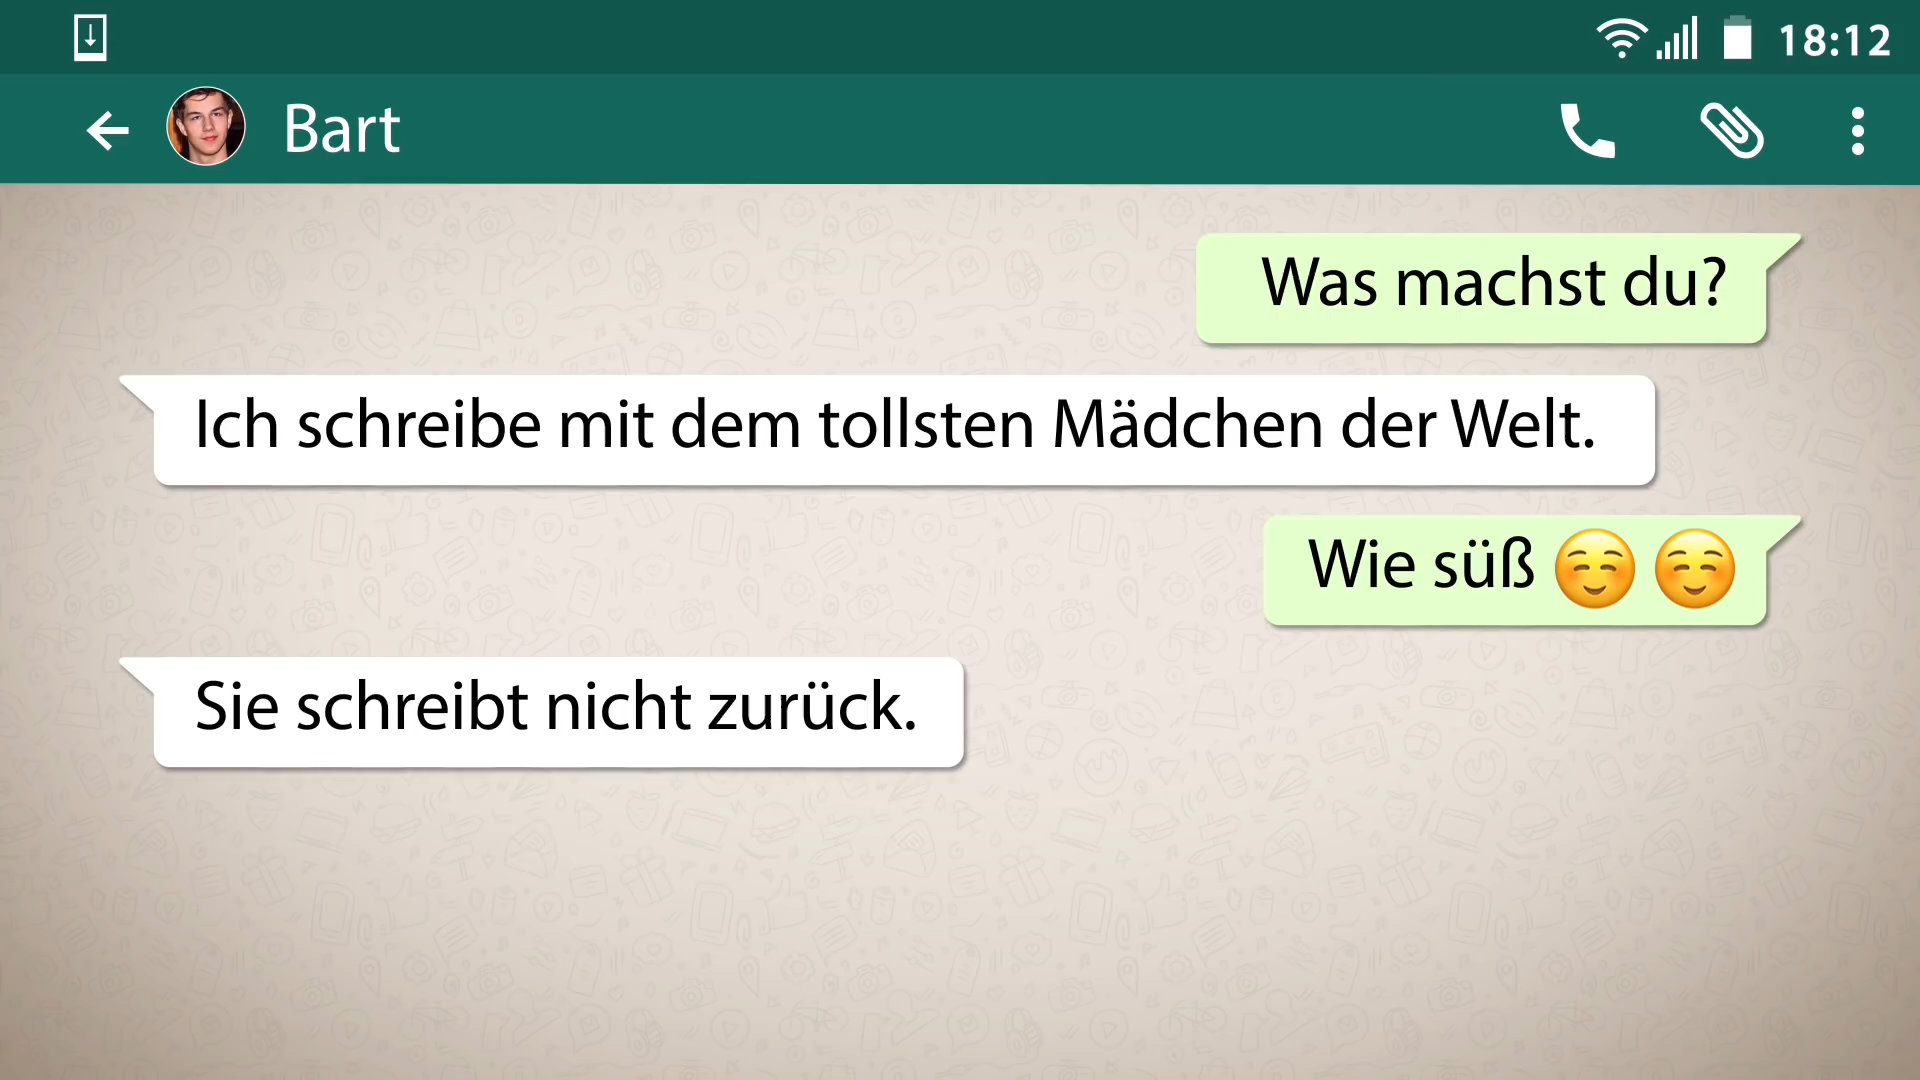 18:12
Bart
Was machst du?
Ich schreibe mit dem tollsten Mädchen der Welt.
Wie süß ☺️ ☺️
Sie schreibt nicht zurück.